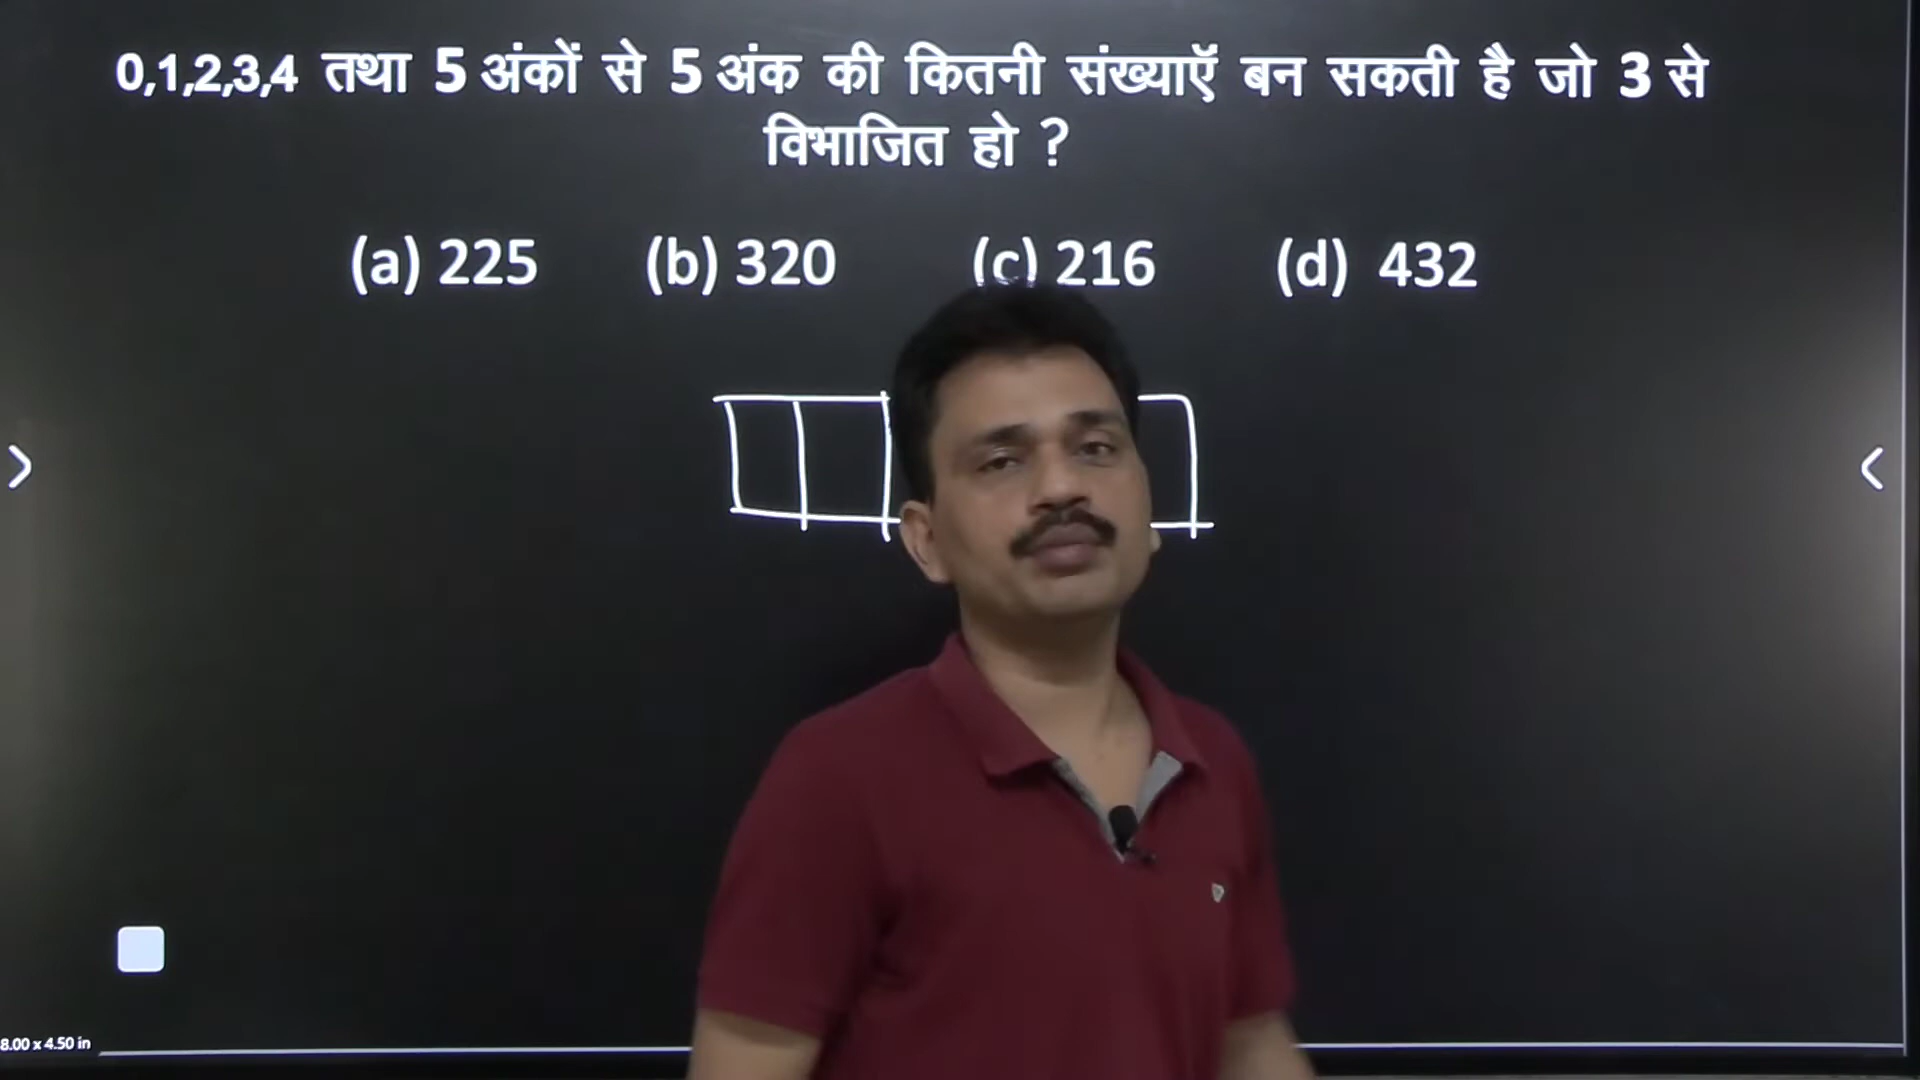 0,1,2,3,4 तथा 5 अंकों से 5 अंक की कितनी संख्याऍ बन सकती है जो 3 से
विभाजित हो ?
(a) 225 (b) 320 (c) 216 (d) 432
8.00 x 4.50 in